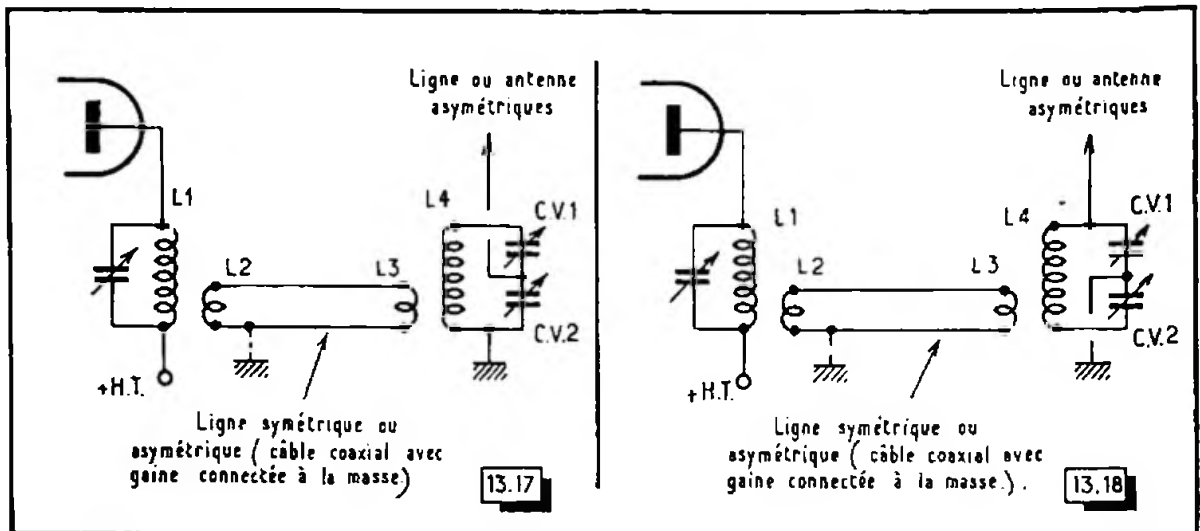 Ligne ou antenne
asymétriques
L1
L4
C.V.1
L2
L3
C.V.2
+H.T.
Ligne symétrique ou
asymétrique ( câble coaxial avec
gaine connectée à la masse.)
13.17
Ligne ou antenne
asymétriques
L1
L4
C.V.1
L2
L3
C.V.2
+H.T.
Ligne symétrique ou
asymétrique ( câble coaxial avec
gaine connectée à la masse.) .
13.18